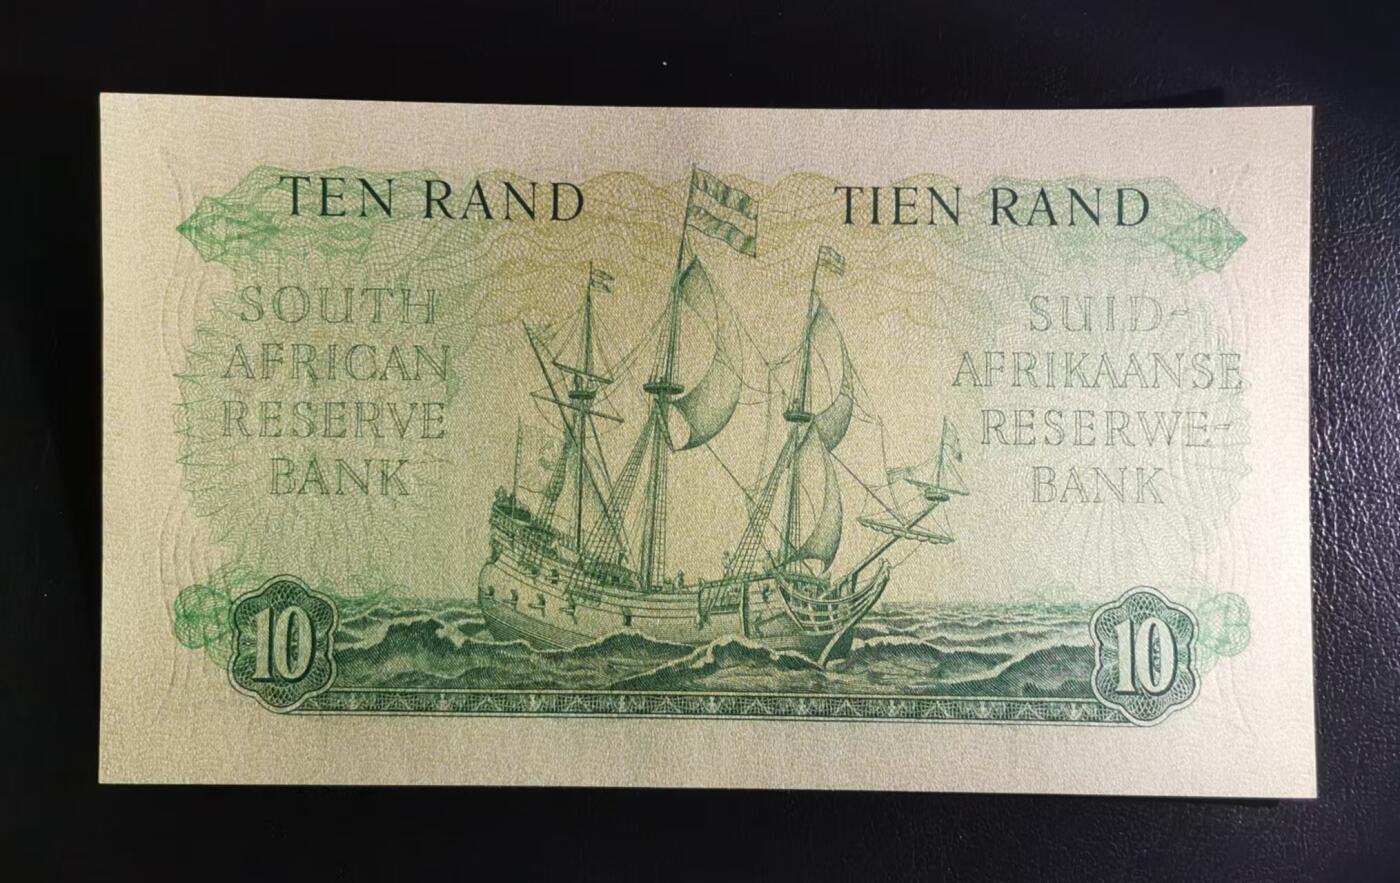 TEN RAND
TIEN RAND
SOUTH
AFRICAN
RESERVE
BANK
SUID-
AFRIKAANSE
RESERWE-
BANK
10
10